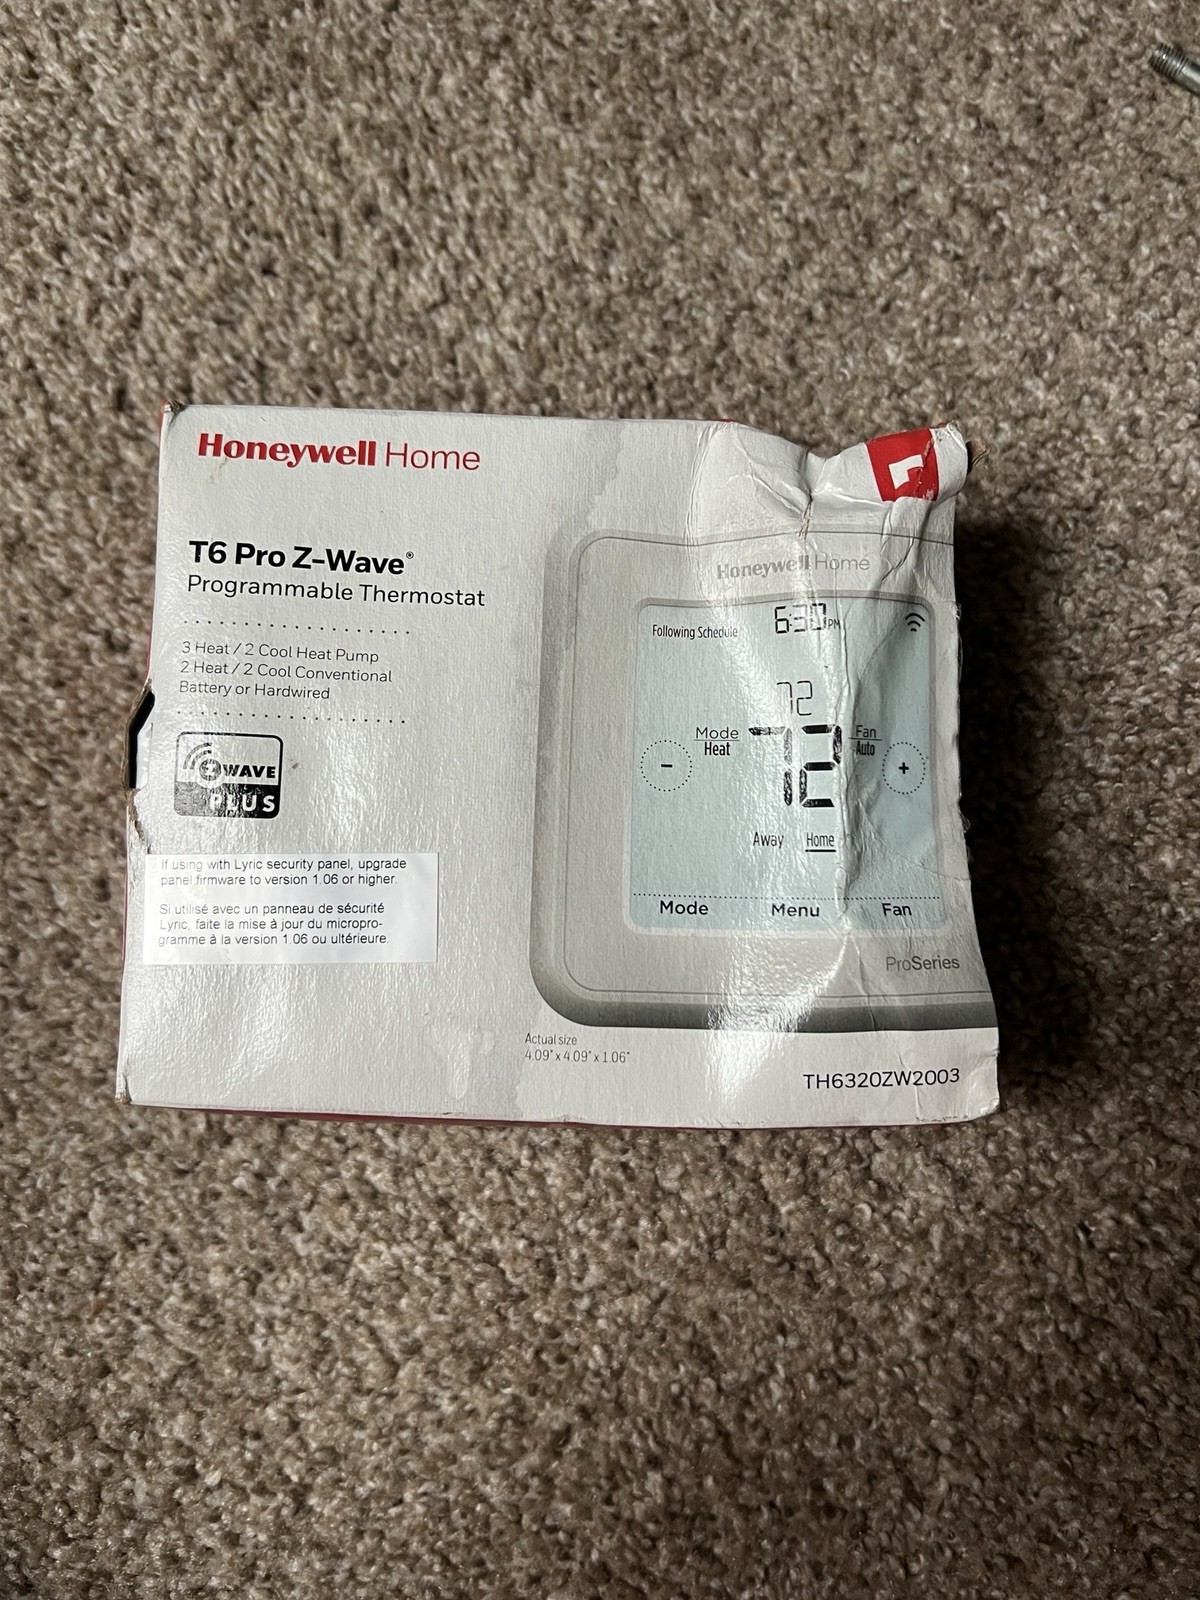 Honeywell Home
T6 Pro Z-Wave®
Programmable Thermostat
3 Heat / 2 Cool Heat Pump
2 Heat / 2 Cool Conventional
Battery or Hardwired
Z WAVE
PLUS
If using with Lyric security panel, upgrade
panel firmware to version 1.06 or higher.
Si utilisé avec un panneau de sécurité
Lyric, faite la mise à jour du micropro-
gramme à la version 1.06 ou ultérieure.
Honeywell Home
Following Schedule
6:30 PM
72
Mode
Heat
72
Fan
Auto
−
+
Away Home
Mode Menu Fan
ProSeries
Actual size
4.09" x 4.09" x 1.06"
TH6320ZW2003